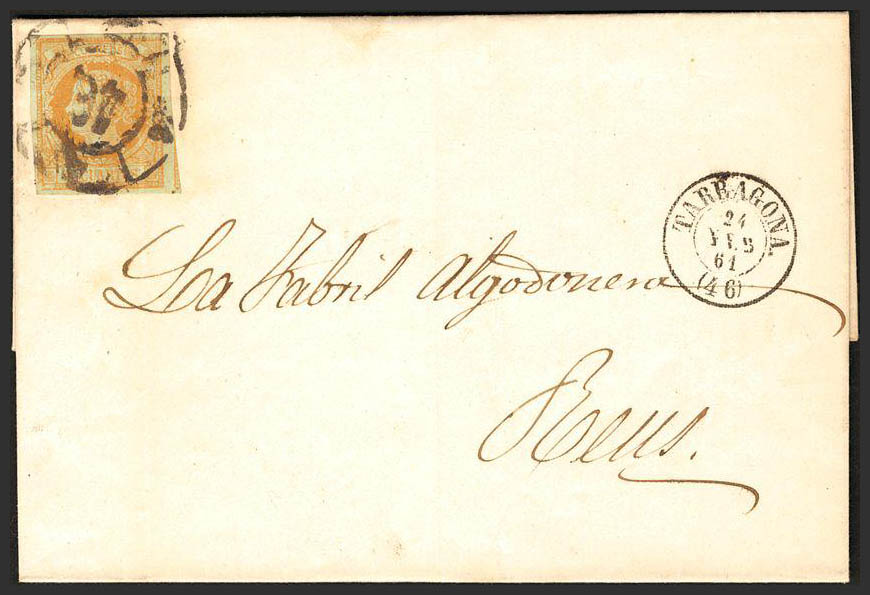 TARRAGONA
24
FEB
61
(46)
La Fabril Algodonera
Reus.